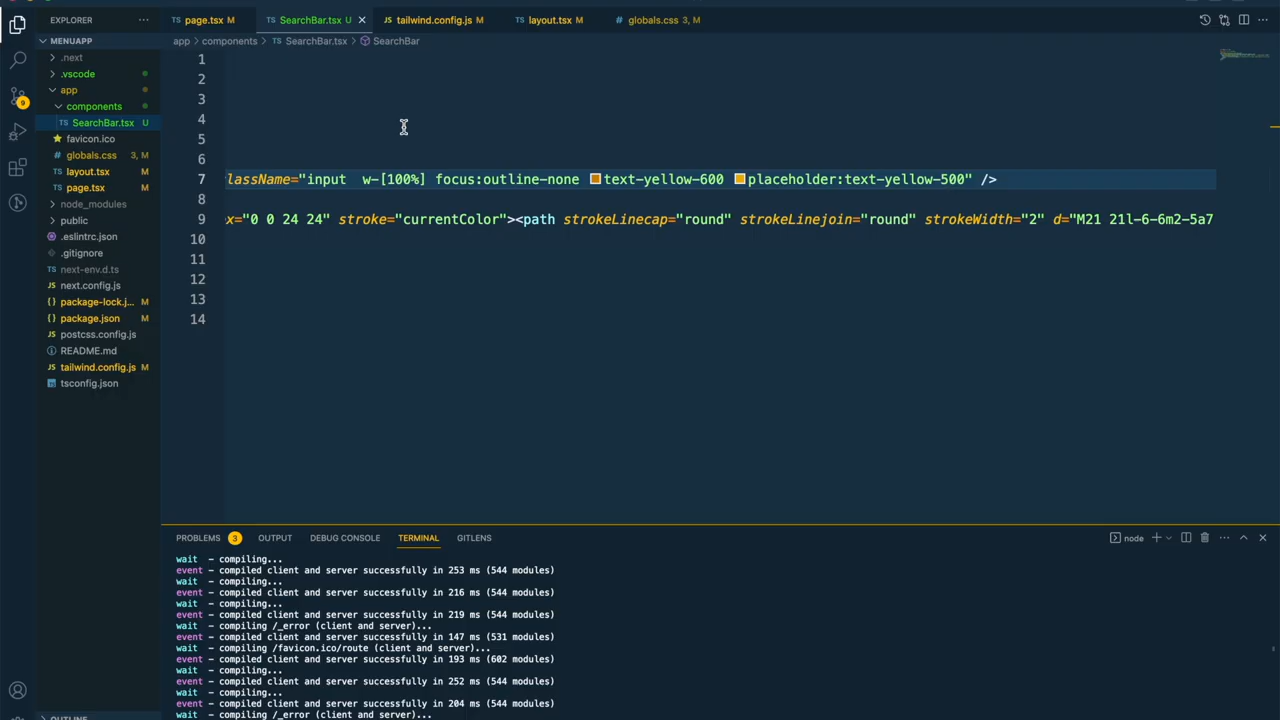 EXPLORER
MENUAPP
.next
.vscode
app
components
SearchBar.tsx U
favicon.ico
globals.css 3, M
layout.tsx M
page.tsx M
node_modules
public
.eslintrc.json
.gitignore
next-env.d.ts
next.config.js
package-lock.j... M
package.json M
postcss.config.js
README.md
tailwind.config.js M
tsconfig.json
TS page.tsx M
TS SearchBar.tsx U
JS tailwind.config.js M
TS layout.tsx M
globals.css 3, M
app > components > TS SearchBar.tsx > SearchBar
1
2
3
4
5
6
7 lassName="input  w-[100%] focus:outline-none text-yellow-600 placeholder:text-yellow-500" />
8
9 x="0 0 24 24" stroke="currentColor"><path strokeLinecap="round" strokeLinejoin="round" strokeWidth="2" d="M21 21l-6-6m2-5a7
10
11
12
13
14
PROBLEMS 3 OUTPUT DEBUG CONSOLE TERMINAL GITLENS
node
wait  - compiling...
event - compiled client and server successfully in 253 ms (544 modules)
wait  - compiling...
event - compiled client and server successfully in 216 ms (544 modules)
wait  - compiling...
event - compiled client and server successfully in 219 ms (544 modules)
wait  - compiling /_error (client and server)...
event - compiled client and server successfully in 147 ms (531 modules)
wait  - compiling /favicon.ico/route (client and server)...
event - compiled client and server successfully in 193 ms (602 modules)
wait  - compiling...
event - compiled client and server successfully in 252 ms (544 modules)
wait  - compiling...
event - compiled client and server successfully in 204 ms (544 modules)
wait  - compiling /_error (client and server)...
9
OUTLINE